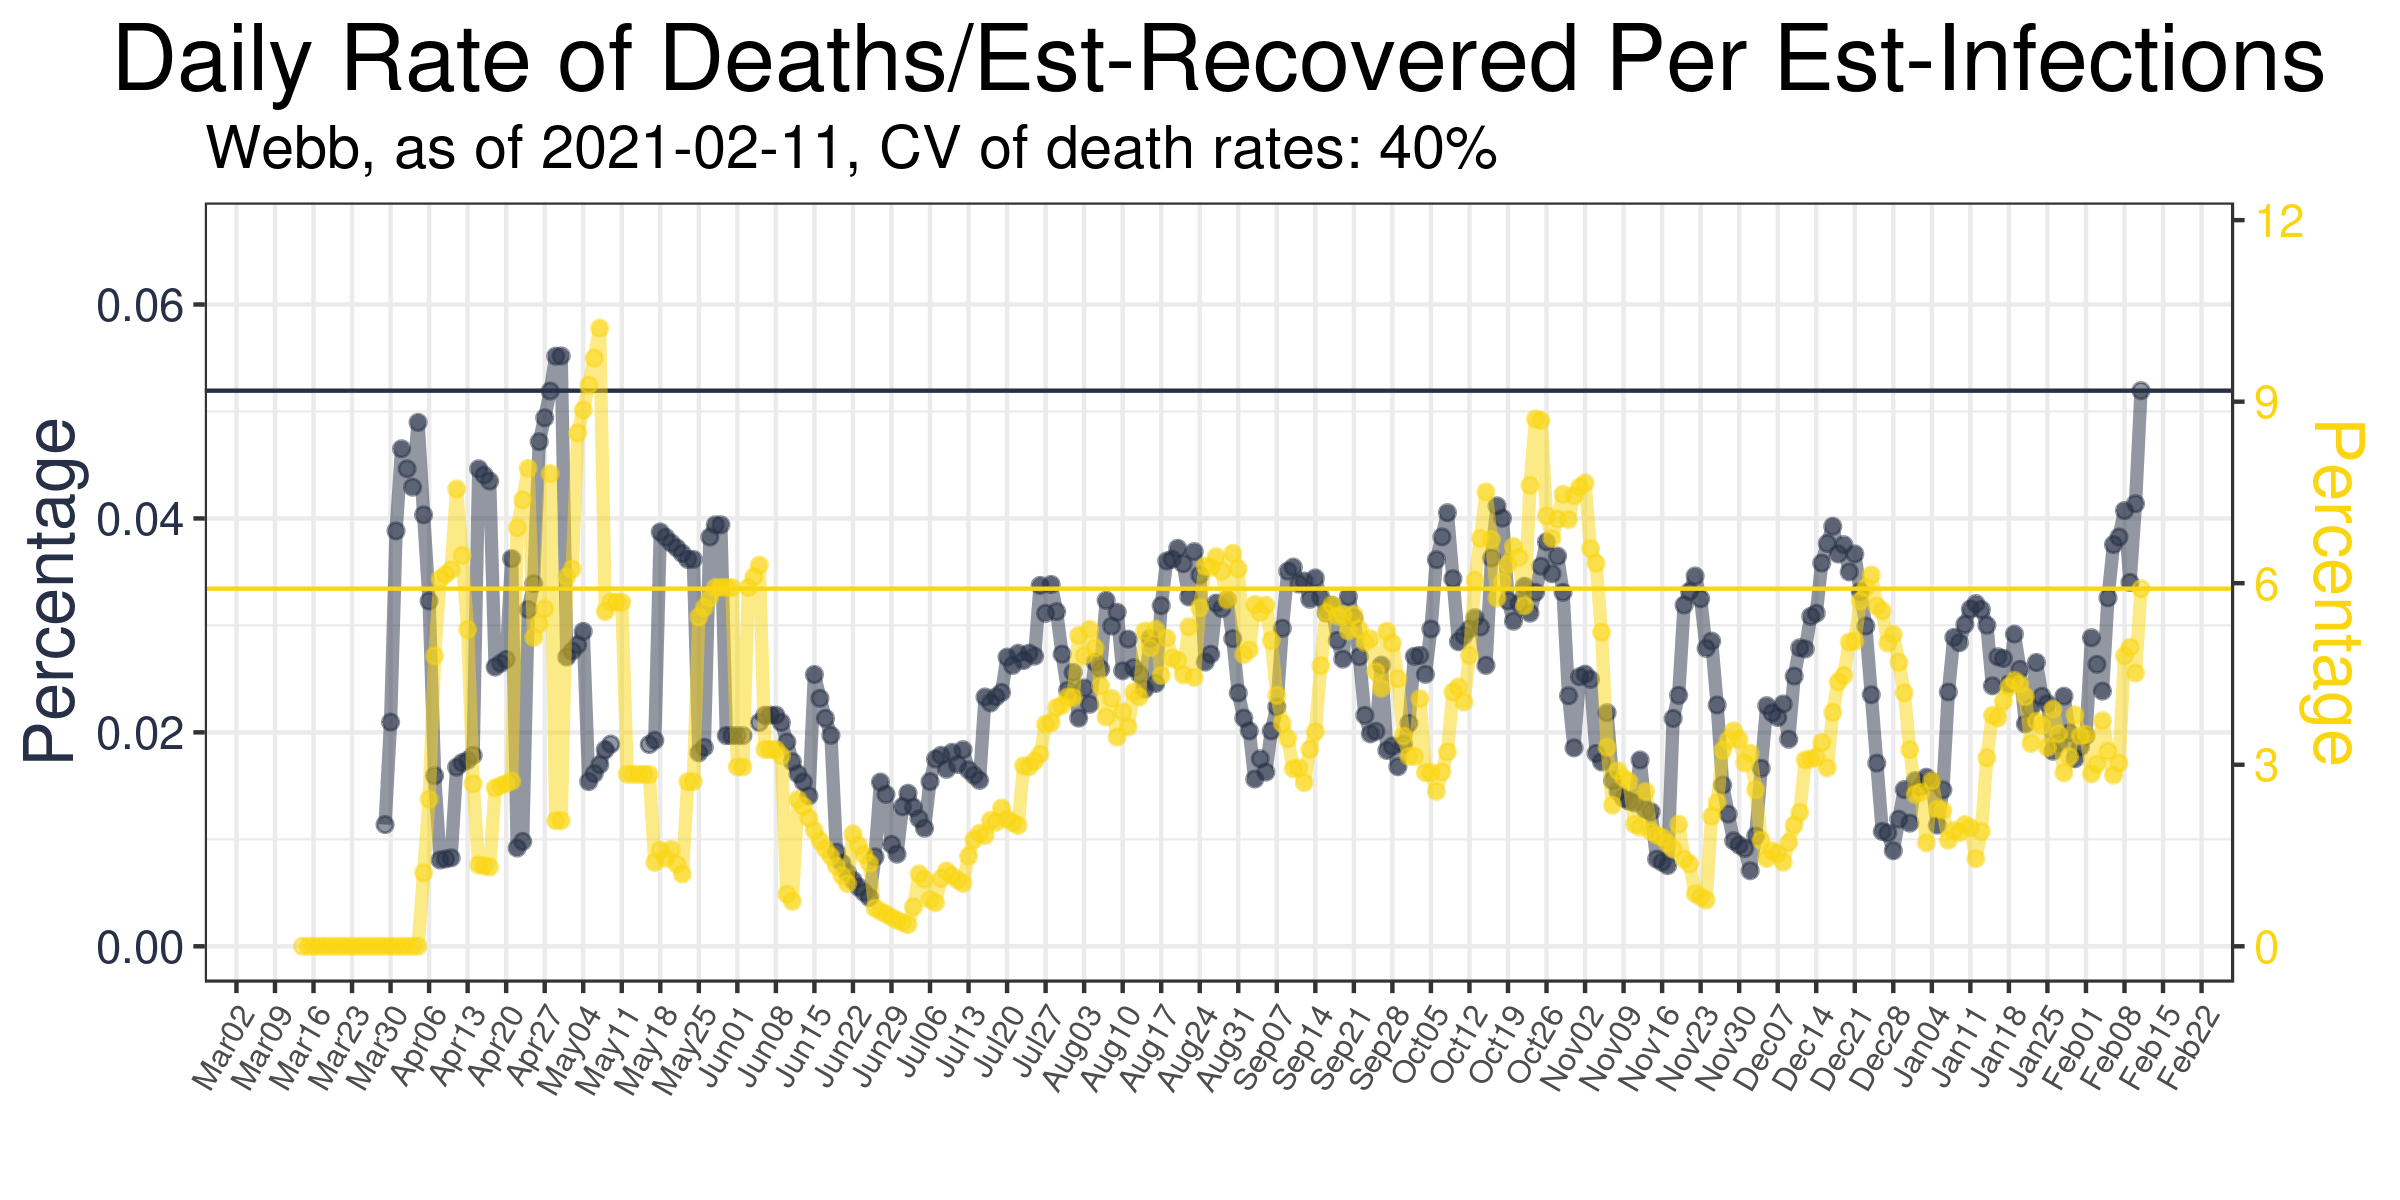 Daily Rate of Deaths/Est-Recovered Per Est-Infections
Webb, as of 2021-02-11, CV of death rates: 40%
Percentage
0.06
0.04
0.02
0.00
12
9
6
3
0
Percentage
Mar02
Mar09
Mar16
Mar23
Mar30
Apr06
Apr13
Apr20
Apr27
May04
May11
May18
May25
Jun01
Jun08
Jun15
Jun22
Jun29
Jul06
Jul13
Jul20
Jul27
Aug03
Aug10
Aug17
Aug24
Aug31
Sep07
Sep14
Sep21
Sep28
Oct05
Oct12
Oct19
Oct26
Nov02
Nov09
Nov16
Nov23
Nov30
Dec07
Dec14
Dec21
Dec28
Jan04
Jan11
Jan18
Jan25
Feb01
Feb08
Feb15
Feb22